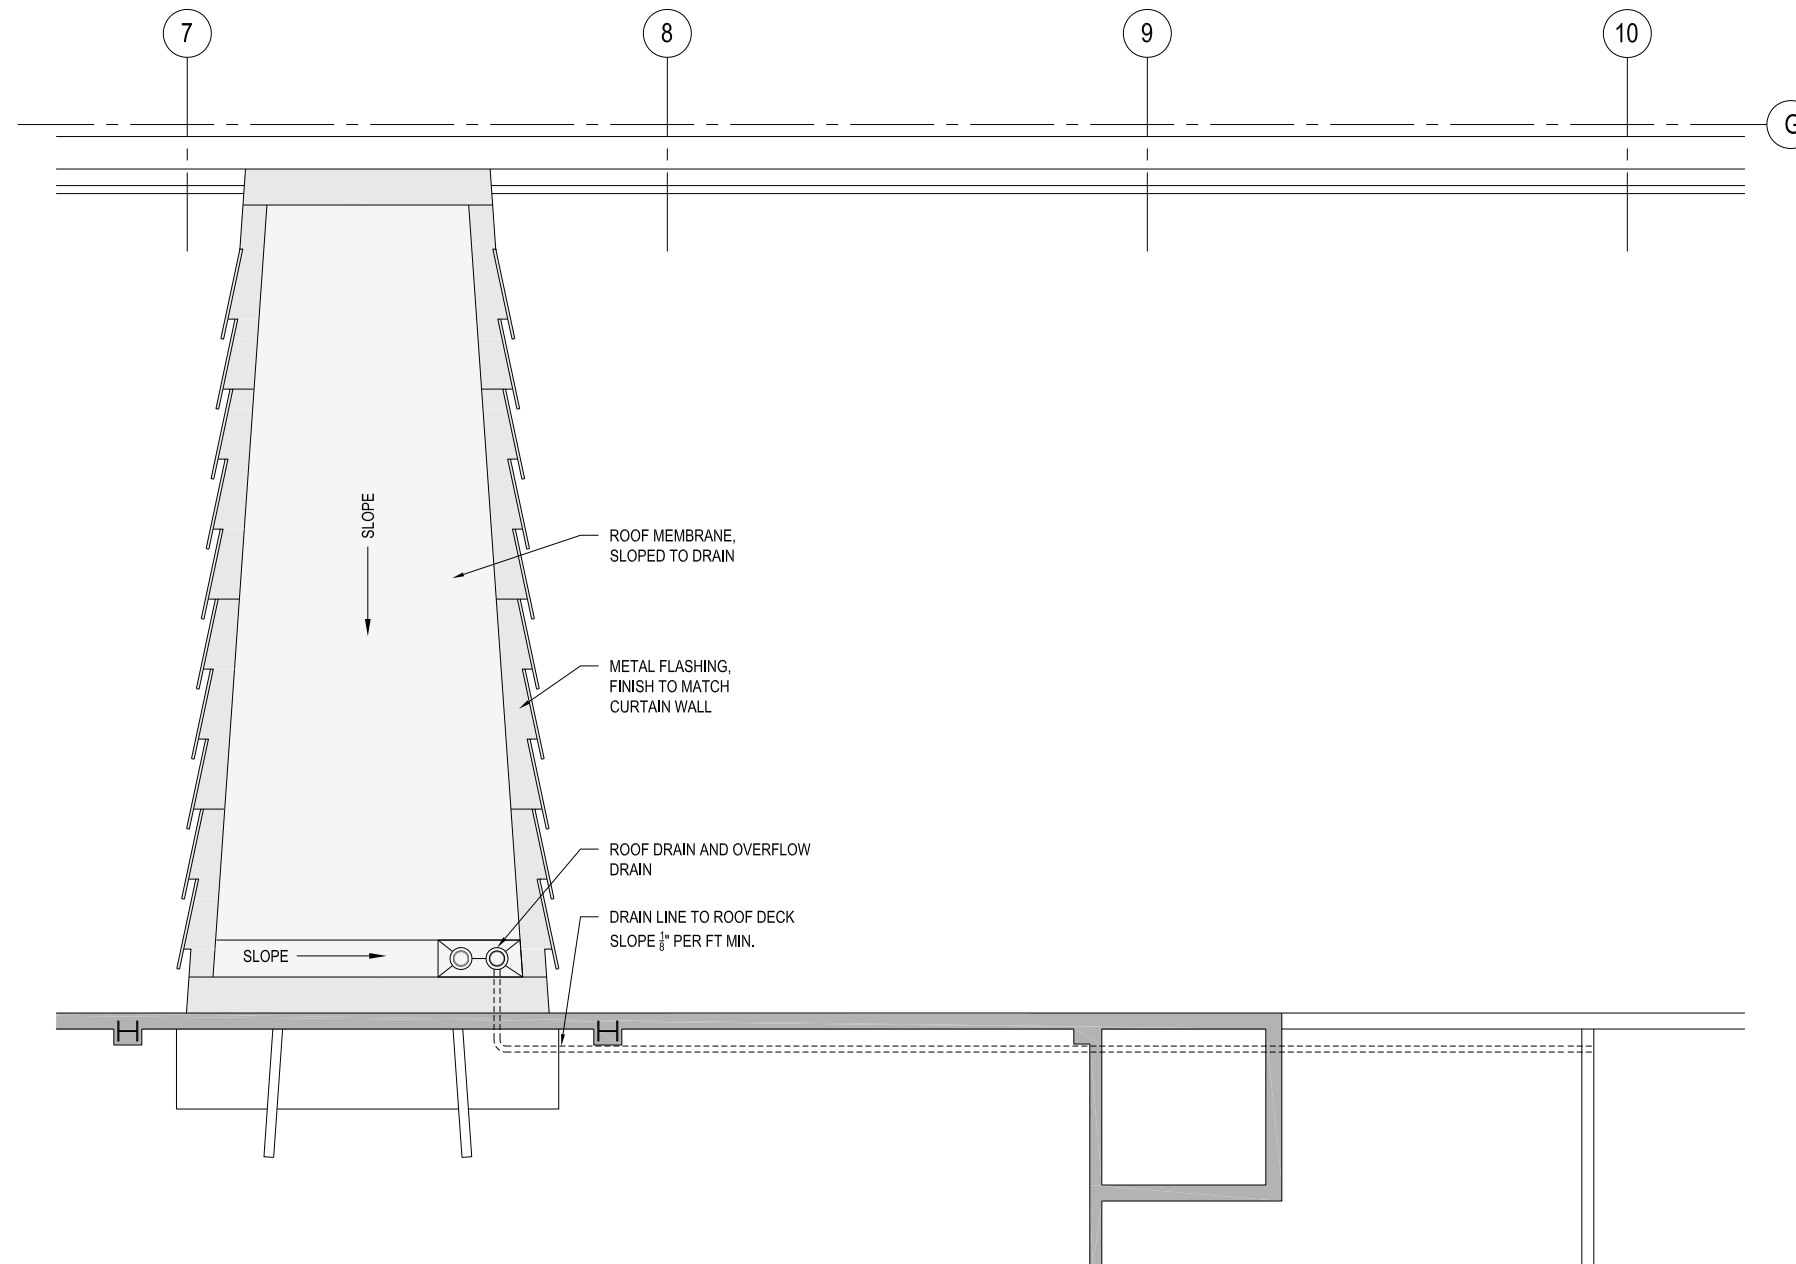 7
8
9
10
G
SLOPE
ROOF MEMBRANE,
SLOPED TO DRAIN
METAL FLASHING,
FINISH TO MATCH
CURTAIN WALL
ROOF DRAIN AND OVERFLOW
DRAIN
DRAIN LINE TO ROOF DECK
SLOPE ⅛" PER FT MIN.
SLOPE